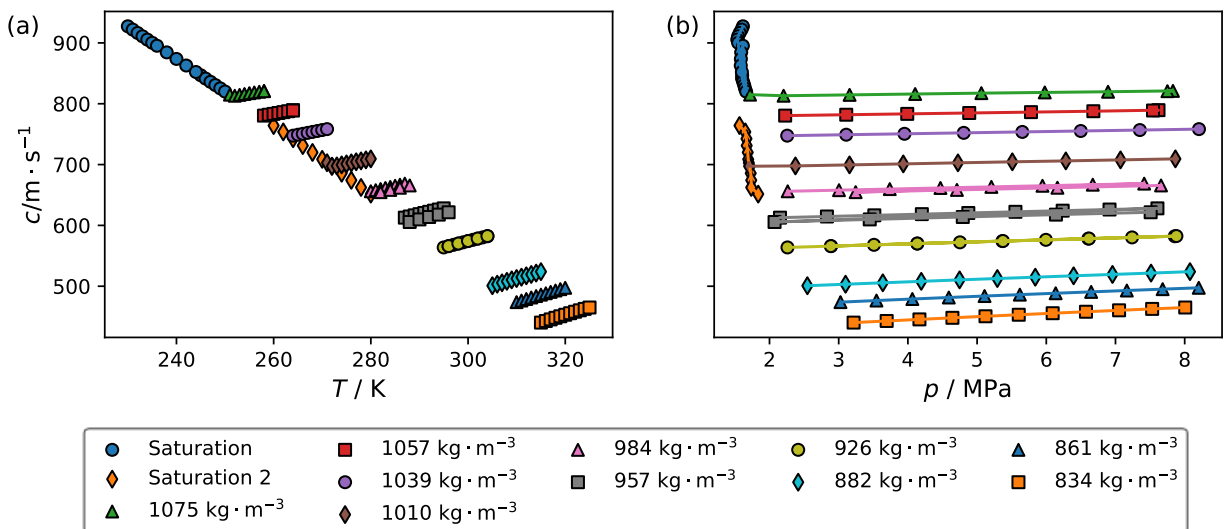 (a)
(b)
900
800
700
600
500
c/m · s⁻¹
240
260
280
300
320
T / K
2
3
4
5
6
7
8
p / MPa
Saturation
Saturation 2
1075 kg · m⁻³
1057 kg · m⁻³
1039 kg · m⁻³
1010 kg · m⁻³
984 kg · m⁻³
957 kg · m⁻³
926 kg · m⁻³
882 kg · m⁻³
861 kg · m⁻³
834 kg · m⁻³